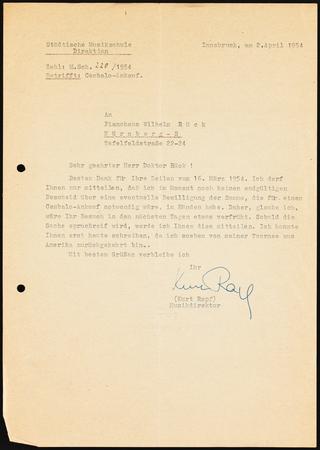 Städtische Musikschule
Direktion
Innsbruck, am 2.April 1954
Zahl: M.Sch. 220 /1954
Betrifft: Cembalo-Ankauf.
An
Pianohaus Wilhelm R ü c k
N ü r n b e r g - S
Tafelfeldstraße 22-24
Sehr geehrter Herr Doktor Rück !
Besten Dank für Ihre Zeilen vom 16. März 1954. Ich darf
Ihnen nur mitteilen, daß ich im Moment noch keinen endgültigen
Bescheid über eine eventuelle Bewilligung der Summe, die für einen
Cembalo-Ankauf notwendig wäre, in Händen habe. Daher, glaube ich,
wäre Ihr Besuch in den nächsten Tagen etwas verfrüht. Sobald die
Sache spruchreif wird, werde ich Ihnen dies mitteilen. Ich konnte
Ihnen erst heute schreiben, da ich soeben von meiner Tournee aus
Amerika zurückgekehrt bin..
Mit besten Grüßen verbleibe ich
Ihr
Kurt Rapf
(Kurt Rapf)
Musikdirektor